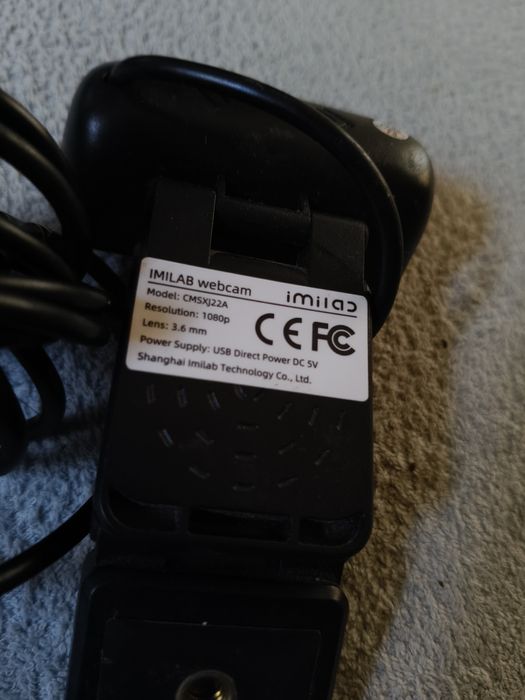 IMILAB webcam
imilab
Model: CMSXJ22A
Resolution: 1080p
Lens: 3.6 mm
CE FC
Power Supply: USB Direct Power DC 5V
Shanghai Imilab Technology Co., Ltd.